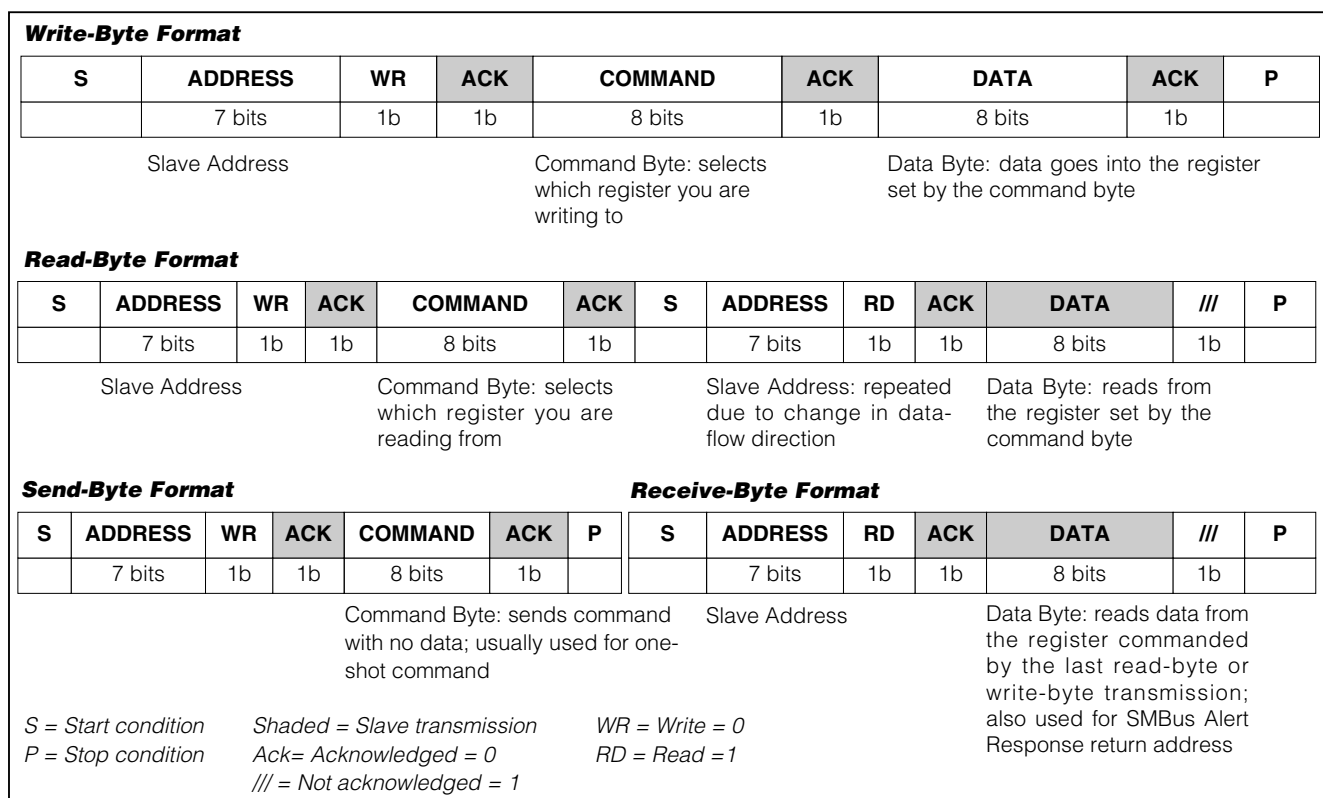 Write-Byte Format
S ADDRESS WR ACK COMMAND ACK DATA ACK P
7 bits 1b 1b 8 bits 1b 8 bits 1b
Slave Address
Command Byte: selects
which register you are
writing to
Data Byte: data goes into the register
set by the command byte
Read-Byte Format
S ADDRESS WR ACK COMMAND ACK S ADDRESS RD ACK DATA /// P
7 bits 1b 1b 8 bits 1b 7 bits 1b 1b 8 bits 1b
Slave Address
Command Byte: selects
which register you are
reading from
Slave Address: repeated
due to change in data-
flow direction
Data Byte: reads from
the register set by the
command byte
Send-Byte Format
S ADDRESS WR ACK COMMAND ACK P
7 bits 1b 1b 8 bits 1b
Command Byte: sends command
with no data; usually used for one-
shot command
Receive-Byte Format
S ADDRESS RD ACK DATA /// P
7 bits 1b 1b 8 bits 1b
Slave Address
Data Byte: reads data from
the register commanded
by the last read-byte or
write-byte transmission;
also used for SMBus Alert
Response return address
S = Start condition
P = Stop condition
Shaded = Slave transmission
Ack= Acknowledged = 0
/// = Not acknowledged = 1
WR = Write = 0
RD = Read =1